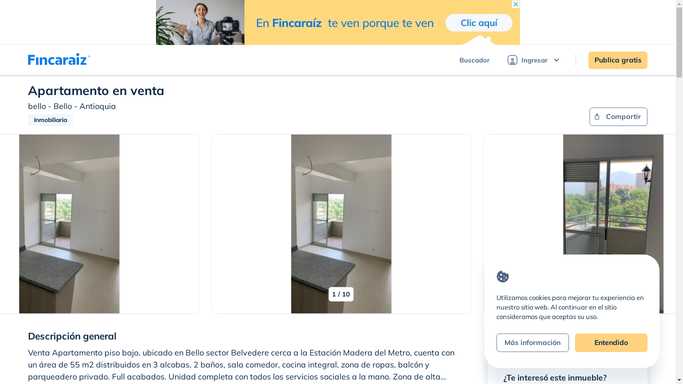 En Fincaraíz te ven porque te ven
Clic aquí
Fincaraíz
Buscador
Ingresar
Publica gratis
Apartamento en venta
bello - Bello - Antioquia
Inmobiliaria
Compartir
1 / 10
Utilizamos cookies para mejorar tu experiencia en
nuestro sitio web. Al continuar en el sitio
consideramos que aceptas su uso.
Más información
Entendido
Descripción general
Venta Apartamento piso bajo, ubicado en Bello sector Belvedere cerca a la Estación Madera del Metro, cuenta con
un área de 55 m2 distribuidos en 3 alcobas, 2 baños, sala comedor, cocina integral, zona de ropas, balcón y
parqueadero privado. Full acabados. Unidad completa con todos los servicios sociales a la mano. Zona de alta...
¿Te interesó este inmueble?